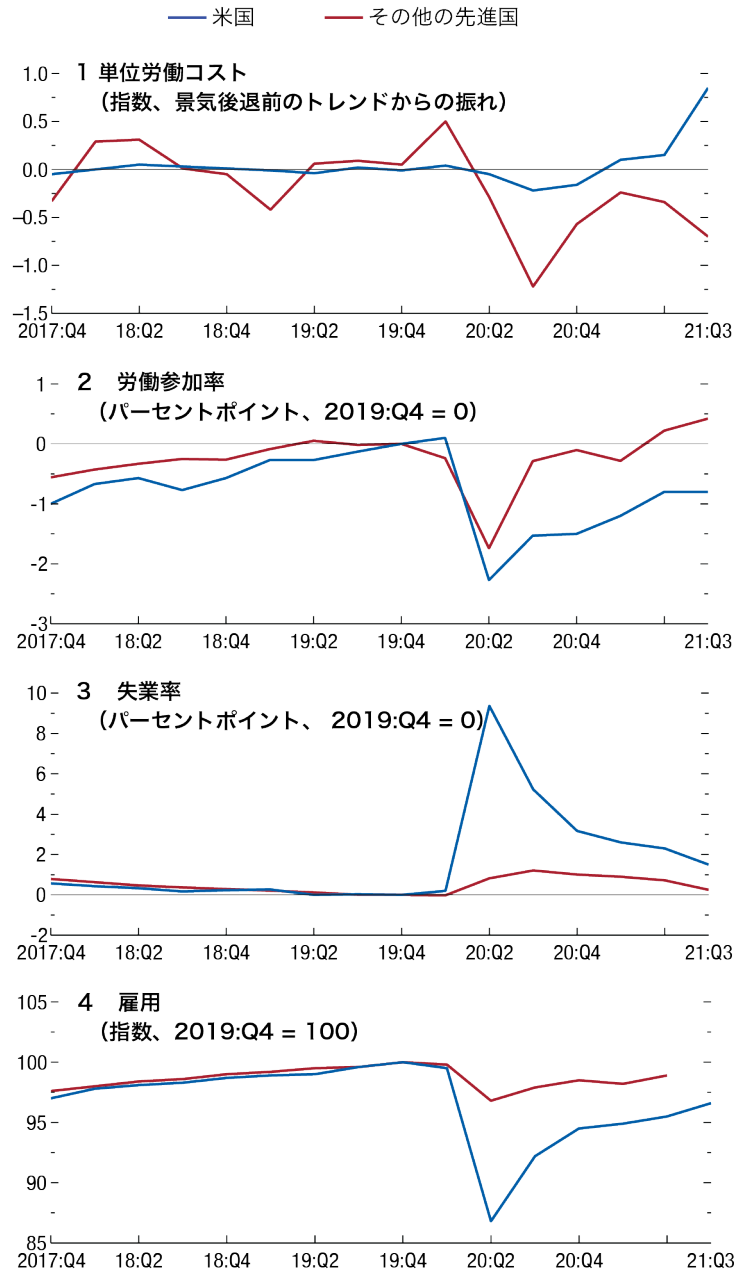 米国 その他の先進国
1 単位労働コスト
(指数、景気後退前のトレンドからの振れ)
1.0
0.5
0.0
–0.5
–1.0
–1.5
2017:Q4 18:Q2 18:Q4 19:Q2 19:Q4 20:Q2 20:Q4 21:Q3
2 労働参加率
(パーセントポイント、2019:Q4 = 0)
1
0
-1
-2
-3
2017:Q4 18:Q2 18:Q4 19:Q2 19:Q4 20:Q2 20:Q4 21:Q3
3 失業率
(パーセントポイント、 2019:Q4 = 0)
10
8
6
4
2
0
-2
2017:Q4 18:Q2 18:Q4 19:Q2 19:Q4 20:Q2 20:Q4 21:Q3
4 雇用
(指数、2019:Q4 = 100)
105
100
95
90
85
2017:Q4 18:Q2 18:Q4 19:Q2 19:Q4 20:Q2 20:Q4 21:Q3